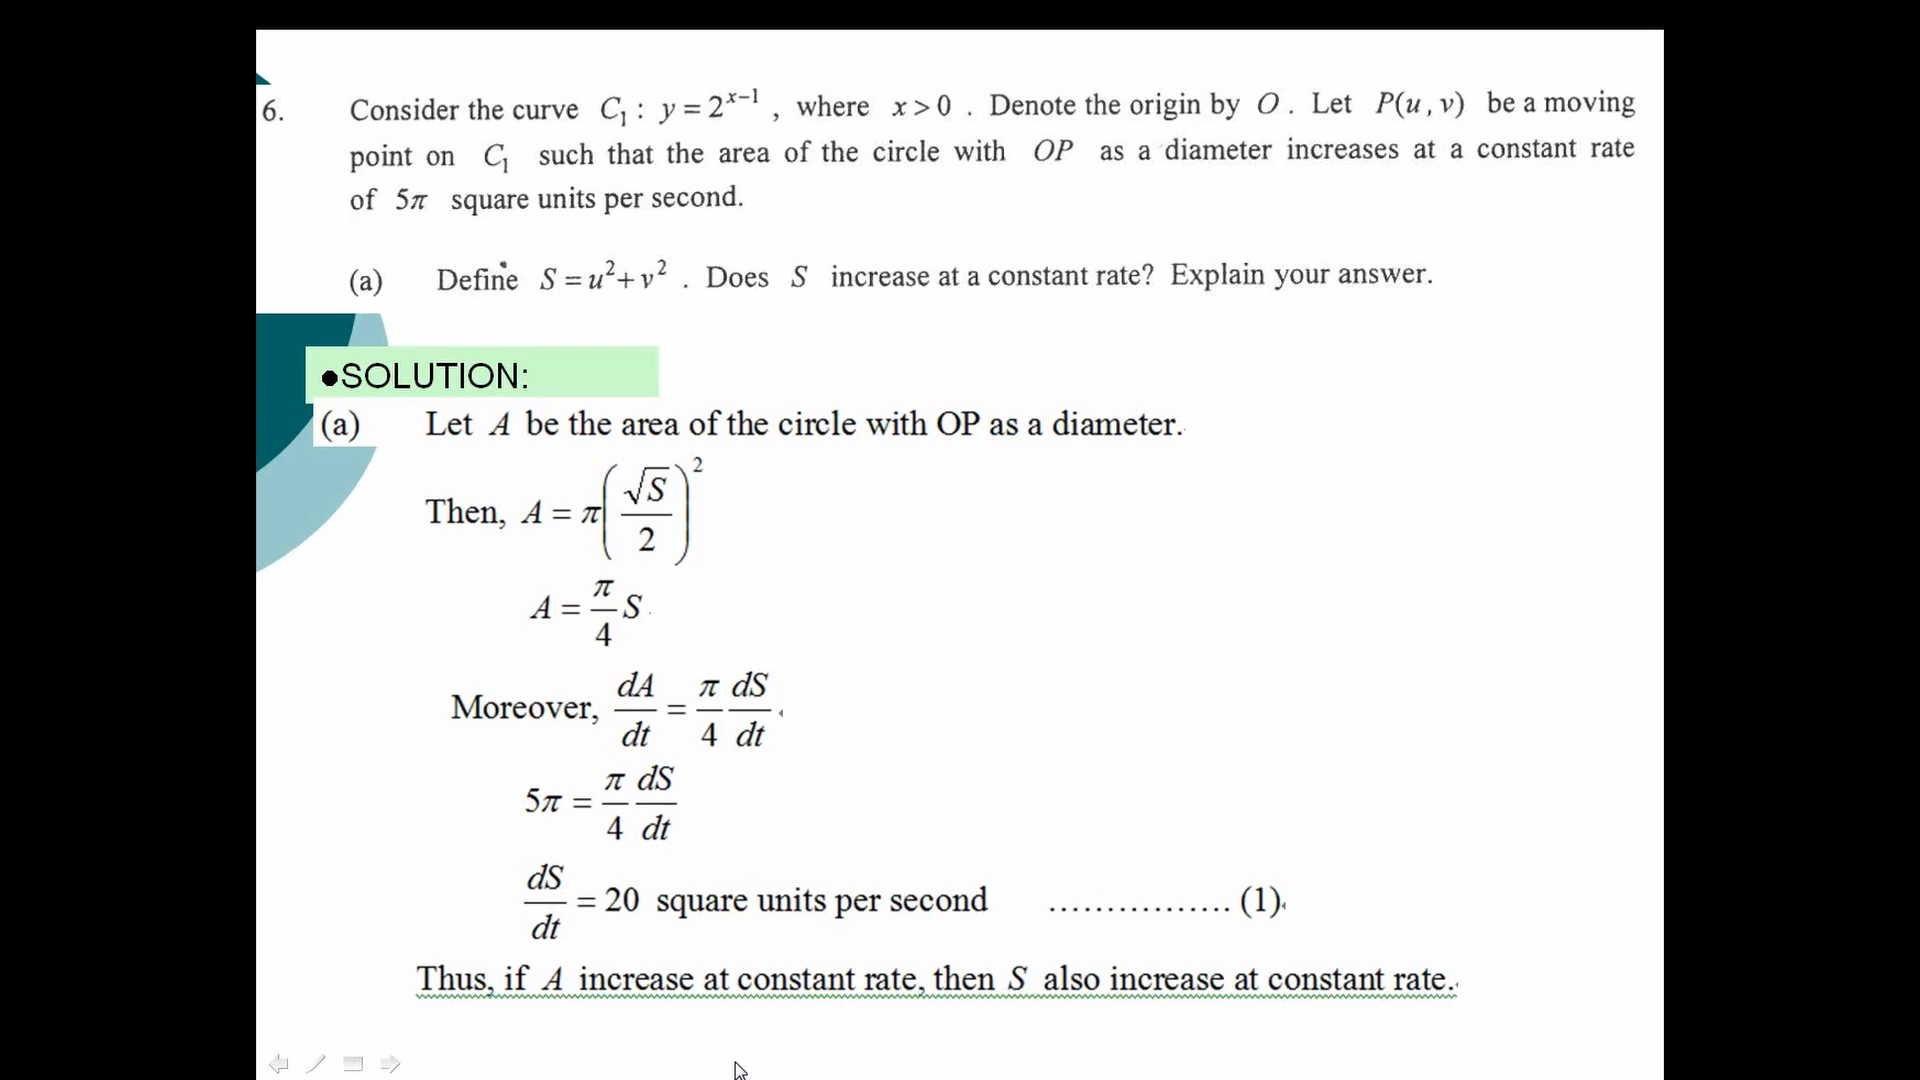 6. Consider the curve C₁ : y = 2ˣ⁻¹ , where x > 0 . Denote the origin by O . Let P(u , v) be a moving
point on C₁ such that the area of the circle with OP as a diameter increases at a constant rate
of 5π square units per second.
(a) Define S = u² + v² . Does S increase at a constant rate? Explain your answer.
●SOLUTION:
(a) Let A be the area of the circle with OP as a diameter.
Then, A = π(√S/2)²
A = π/4 S
Moreover, dA/dt = π/4 dS/dt
5π = π/4 dS/dt
dS/dt = 20 square units per second ................ (1)
Thus, if A increase at constant rate, then S also increase at constant rate.